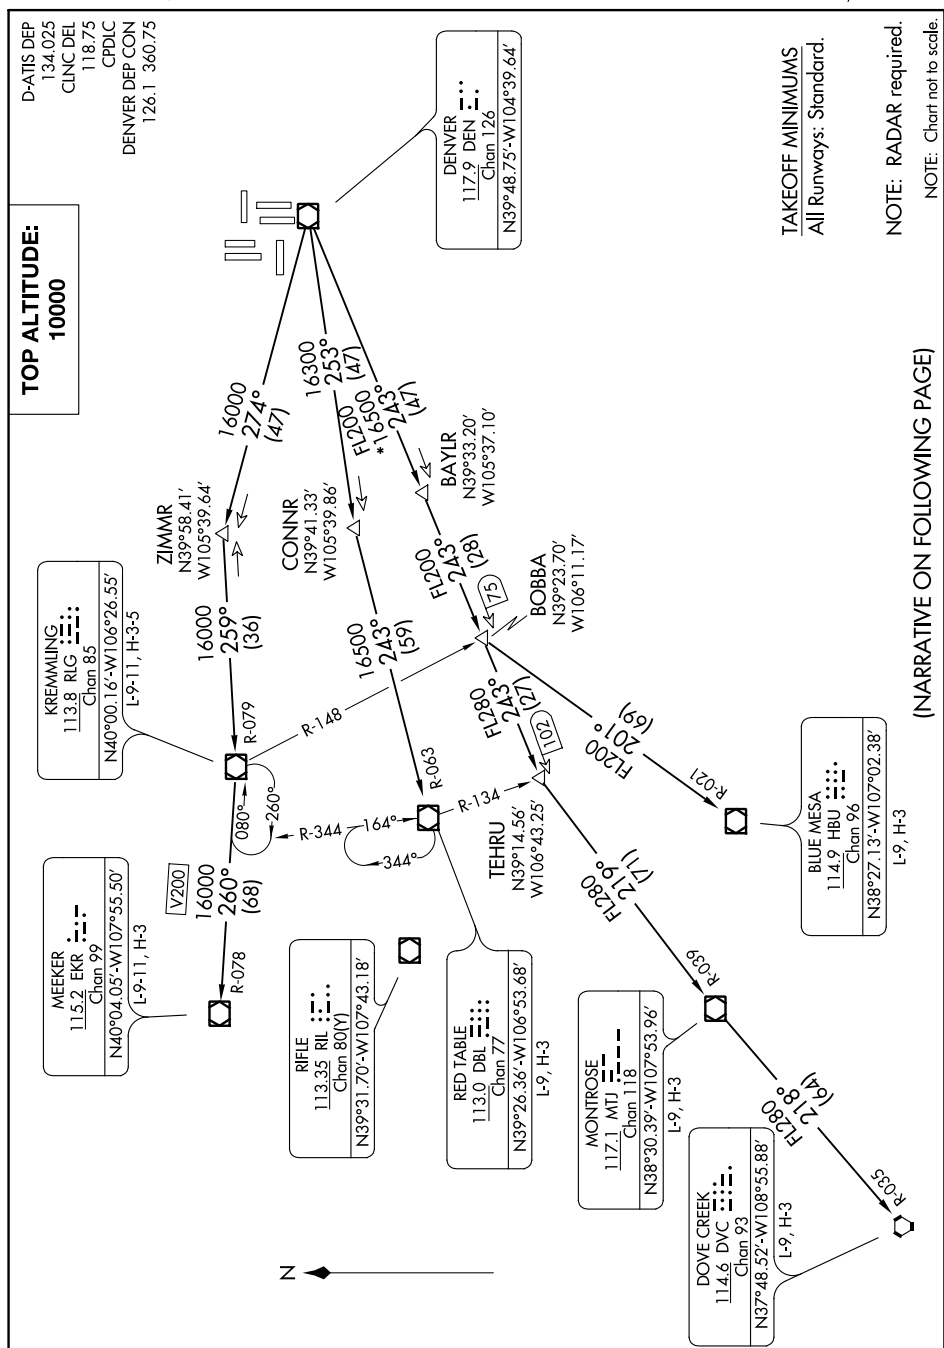 D-ATIS DEP
134.025
CLNC DEL
118.75
CPDLC
DENVER DEP CON
126.1 360.75
TOP ALTITUDE:
10000
DENVER
117.9 DEN
Chan 126
N39°48.75'-W104°39.64'
TAKEOFF MINIMUMS
All Runways: Standard.
NOTE: RADAR required.
NOTE: Chart not to scale.
16000
274°
(47)
16300
253°
(47)
FL200
*16500
243°
(47)
ZIMMR
N39°58.41'
W105°39.64'
CONNR
N39°41.33'
W105°39.86'
BAYLR
N39°33.20'
W105°37.10'
KREMMLING
113.8 RLG
Chan 85
N40°00.16'-W106°26.55'
L-9-11, H-3-5
16000
259°
(36)
R-079
16500
243°
(59)
R-063
FL200
243°
(28)
75
BOBBA
N39°23.70'
W106°11.17'
R-148
080°
260°
R-344
164°
344°
R-134
FL280
243°
(27)
102
TEHRU
N39°14.56'
W106°43.25'
FL200
201°
(69)
R-021
BLUE MESA
114.9 HBU
Chan 96
N38°27.13'-W107°02.38'
L-9, H-3
V200
16000
260°
(68)
R-078
MEEKER
115.2 EKR
Chan 99
N40°04.05'-W107°55.50'
L-9-11, H-3
RIFLE
113.35 RIL
Chan 80(Y)
N39°31.70'-W107°43.18'
RED TABLE
113.0 DBL
Chan 77
N39°26.36'-W106°53.68'
L-9, H-3
FL280
219°
(71)
R-039
MONTROSE
117.1 MTJ
Chan 118
N38°30.39'-W107°53.96'
L-9, H-3
FL280
218°
(64)
R-035
DOVE CREEK
114.6 DVC
Chan 93
N37°48.52'-W108°55.88'
L-9, H-3
N
(NARRATIVE ON FOLLOWING PAGE)